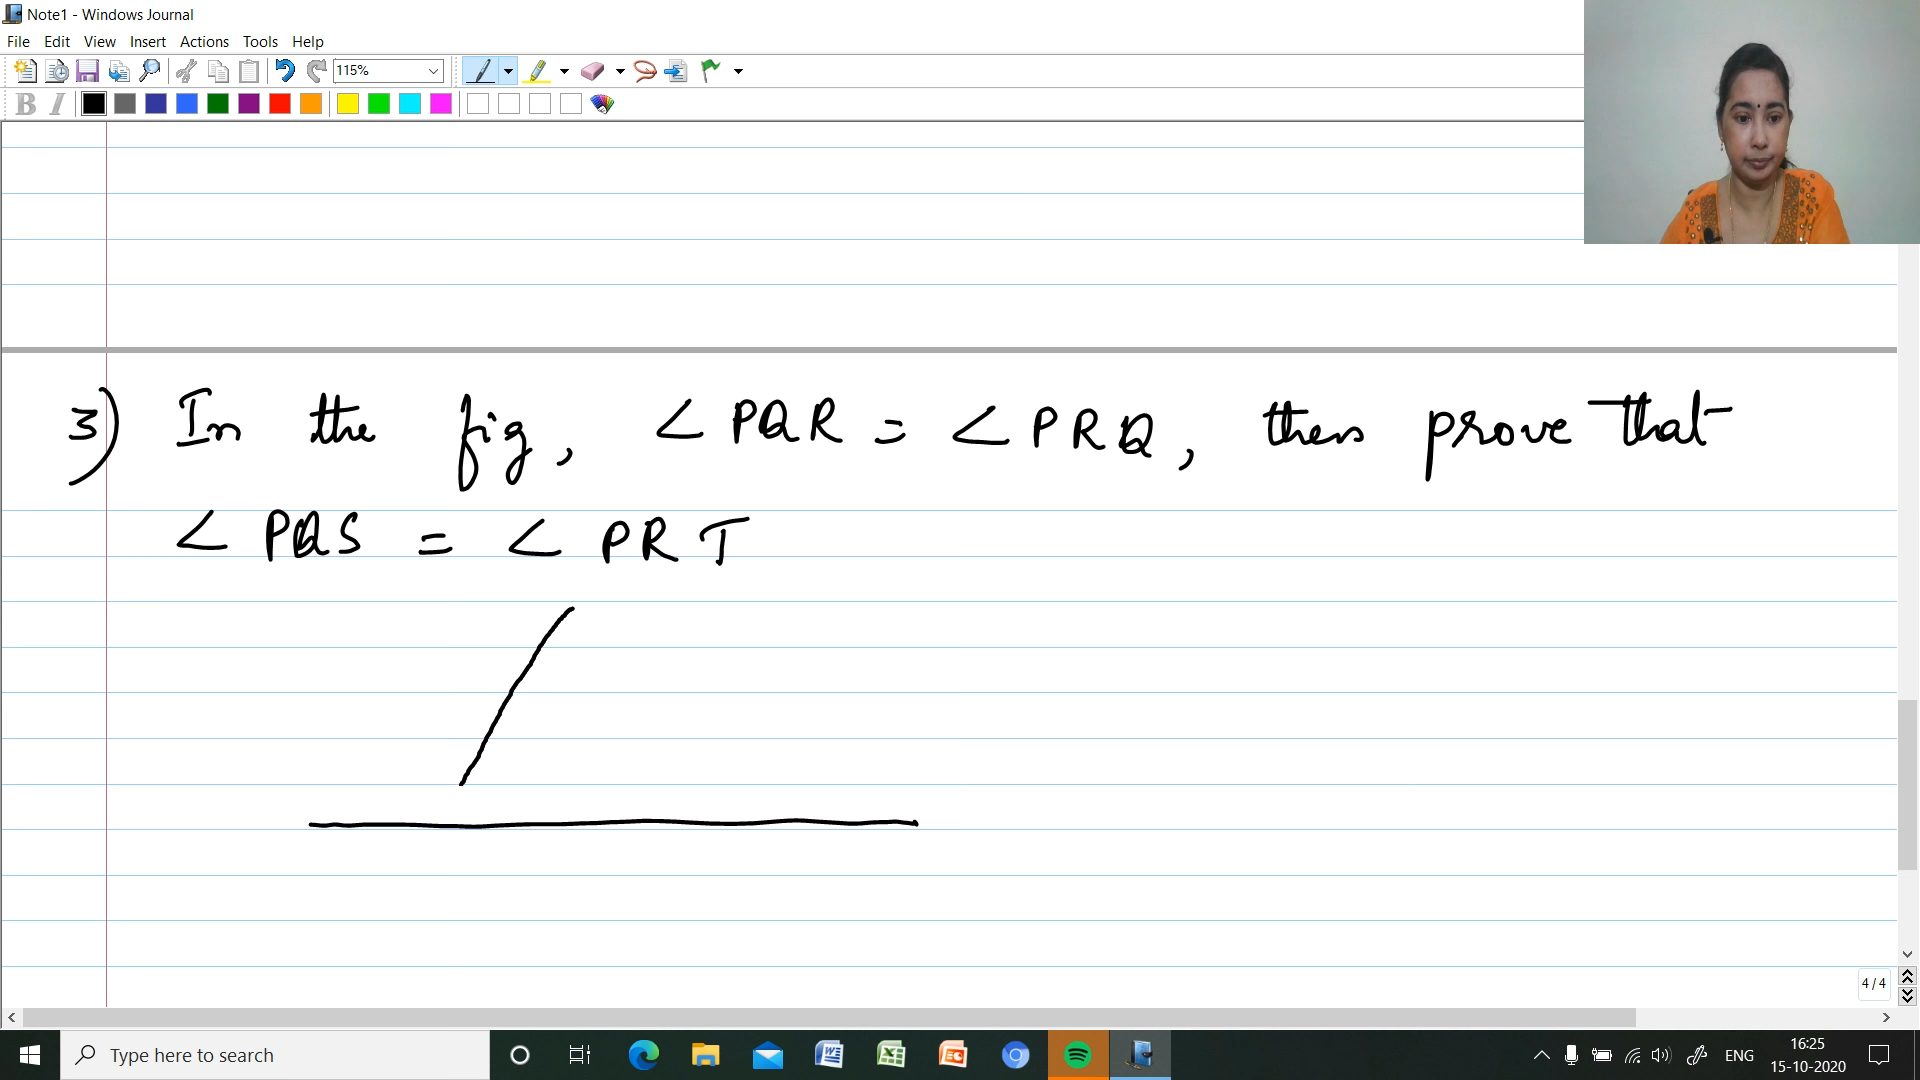 Note1 - Windows Journal
File Edit View Insert Actions Tools Help
115%
B I
3) In the fig, ∠PQR = ∠PRQ, then prove that
∠PQS = ∠PRT
4 / 4
Type here to search
ENG
16:25
15-10-2020